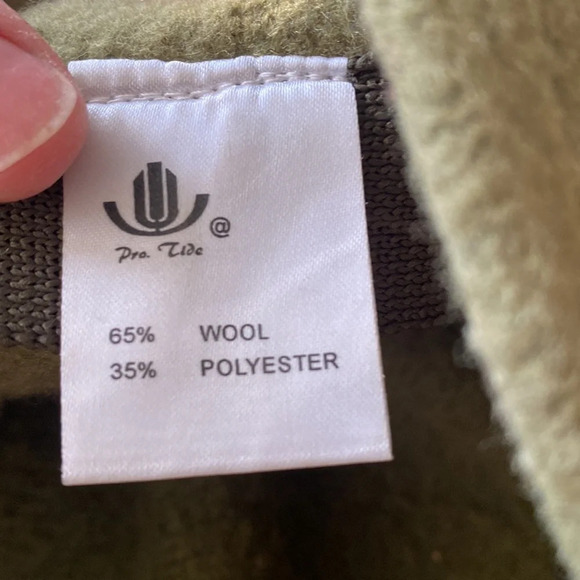 @
Pro. Tide
65% WOOL
35% POLYESTER